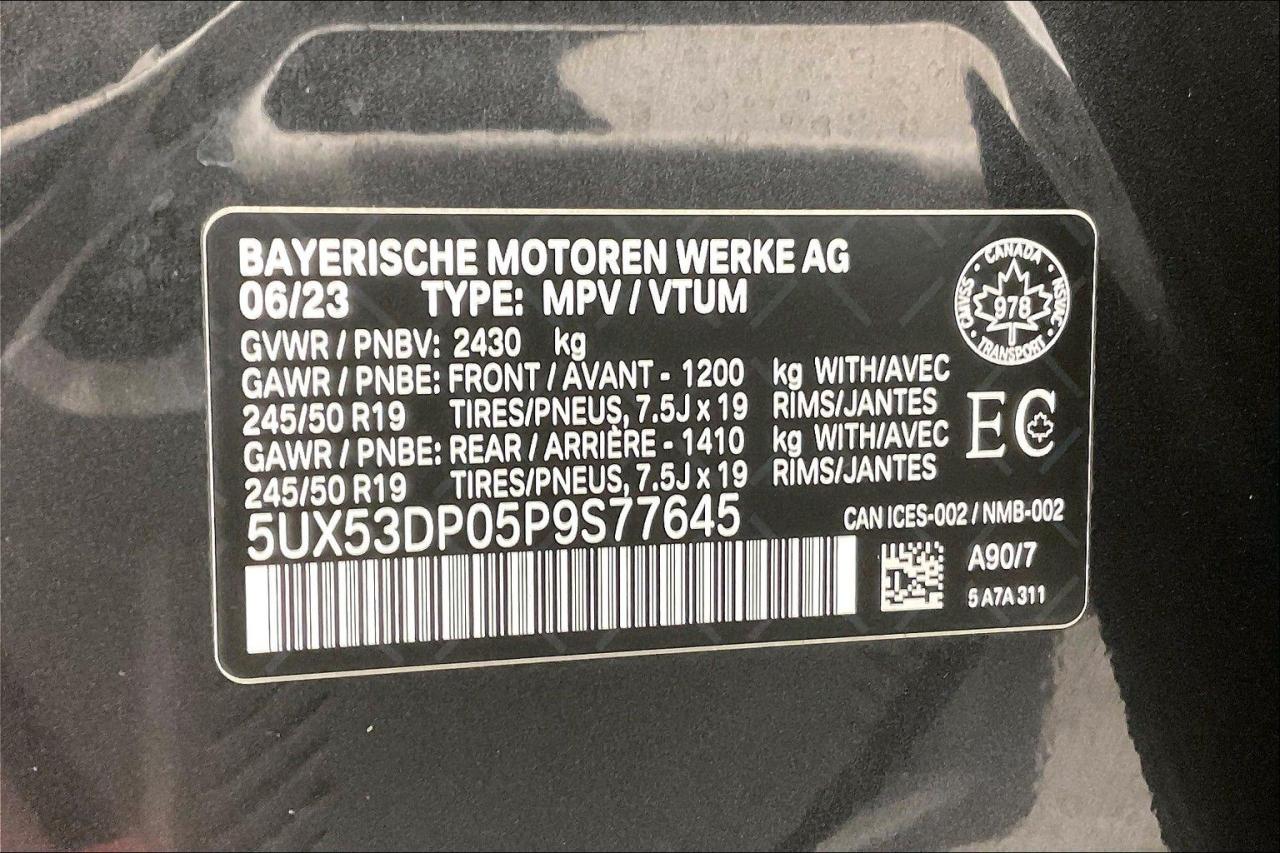 BAYERISCHE MOTOREN WERKE AG
06/23 TYPE: MPV / VTUM
GVWR / PNBV: 2430 kg
GAWR / PNBE: FRONT / AVANT - 1200 kg WITH/AVEC
245/50 R19 TIRES/PNEUS, 7.5J x 19 RIMS/JANTES
GAWR / PNBE: REAR / ARRIÈRE - 1410 kg WITH/AVEC
245/50 R19 TIRES/PNEUS, 7.5J x 19 RIMS/JANTES
5UX53DP05P9S77645
CANADA
CMVSS 978 NSVAC
TRANSPORT
EC
CAN ICES-002 / NMB-002
A90/7
5 A7A 311